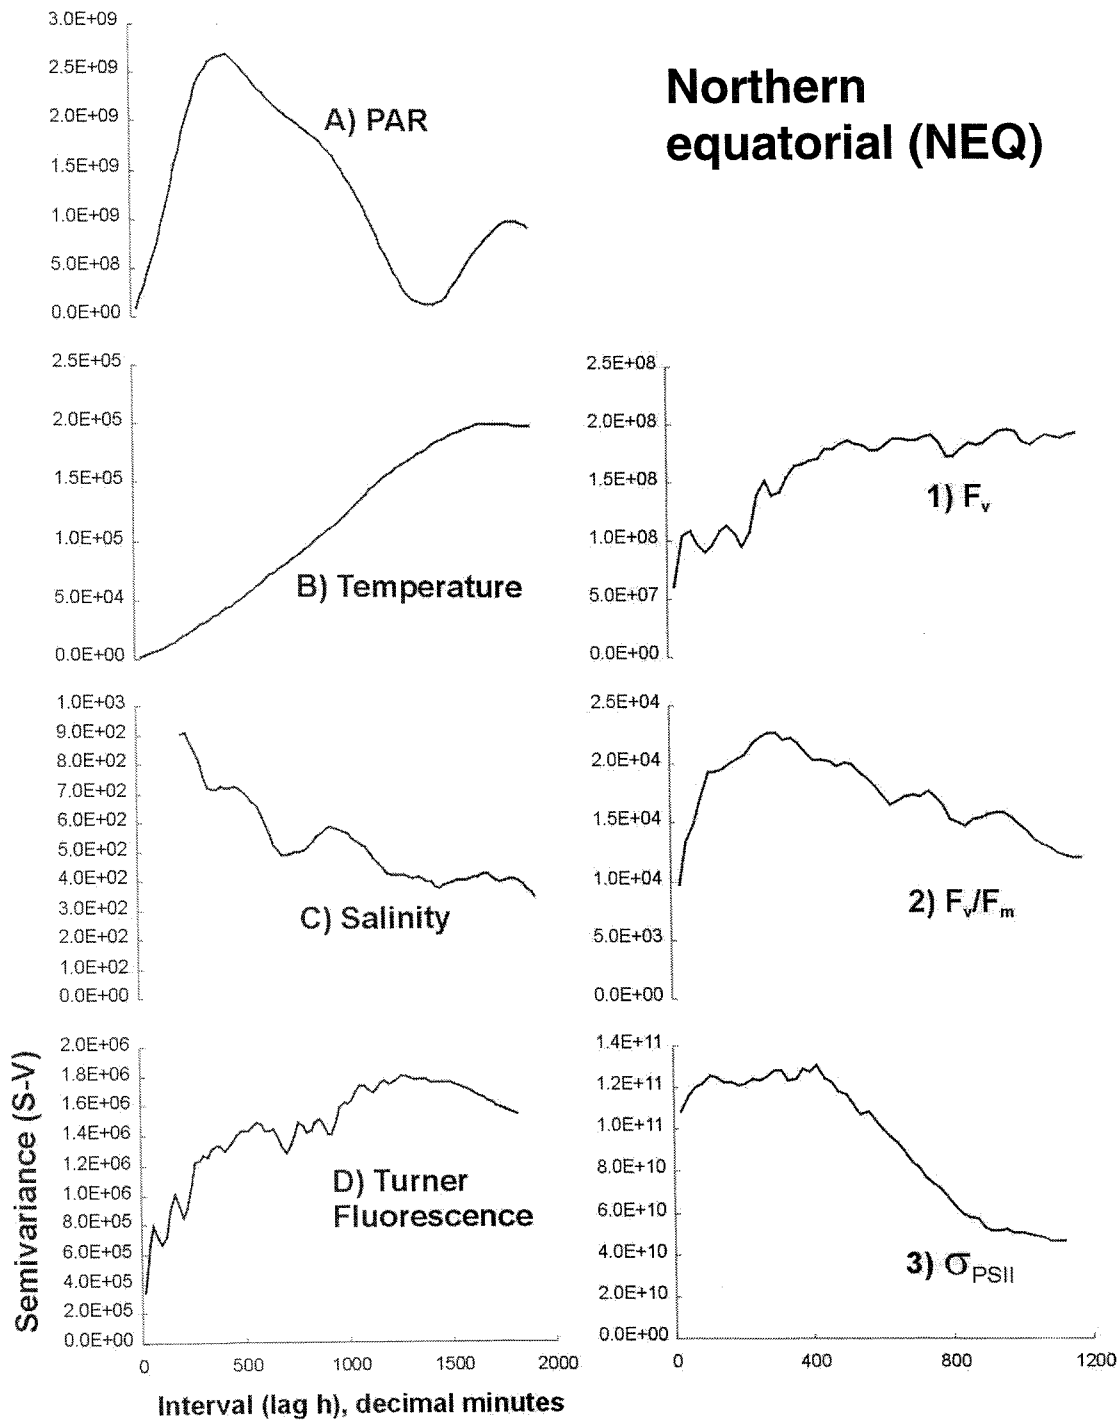 Northern
equatorial (NEQ)
3.0E+09
2.5E+09
2.0E+09
1.5E+09
1.0E+09
5.0E+08
0.0E+00
A) PAR
2.5E+05
2.0E+05
1.5E+05
1.0E+05
5.0E+04
0.0E+00
B) Temperature
2.5E+08
2.0E+08
1.5E+08
1.0E+08
5.0E+07
0.0E+00
1) Fv
1.0E+03
9.0E+02
8.0E+02
7.0E+02
6.0E+02
5.0E+02
4.0E+02
3.0E+02
2.0E+02
1.0E+02
0.0E+00
C) Salinity
2.5E+04
2.0E+04
1.5E+04
1.0E+04
5.0E+03
0.0E+00
2) Fv/Fm
Semivariance (S-V)
2.0E+06
1.8E+06
1.6E+06
1.4E+06
1.2E+06
1.0E+06
8.0E+05
6.0E+05
4.0E+05
2.0E+05
0.0E+00
D) Turner
Fluorescence
0 500 1000 1500 2000
Interval (lag h), decimal minutes
1.4E+11
1.2E+11
1.0E+11
8.0E+10
6.0E+10
4.0E+10
2.0E+10
0.0E+00
3) σPSII
0 400 800 1200